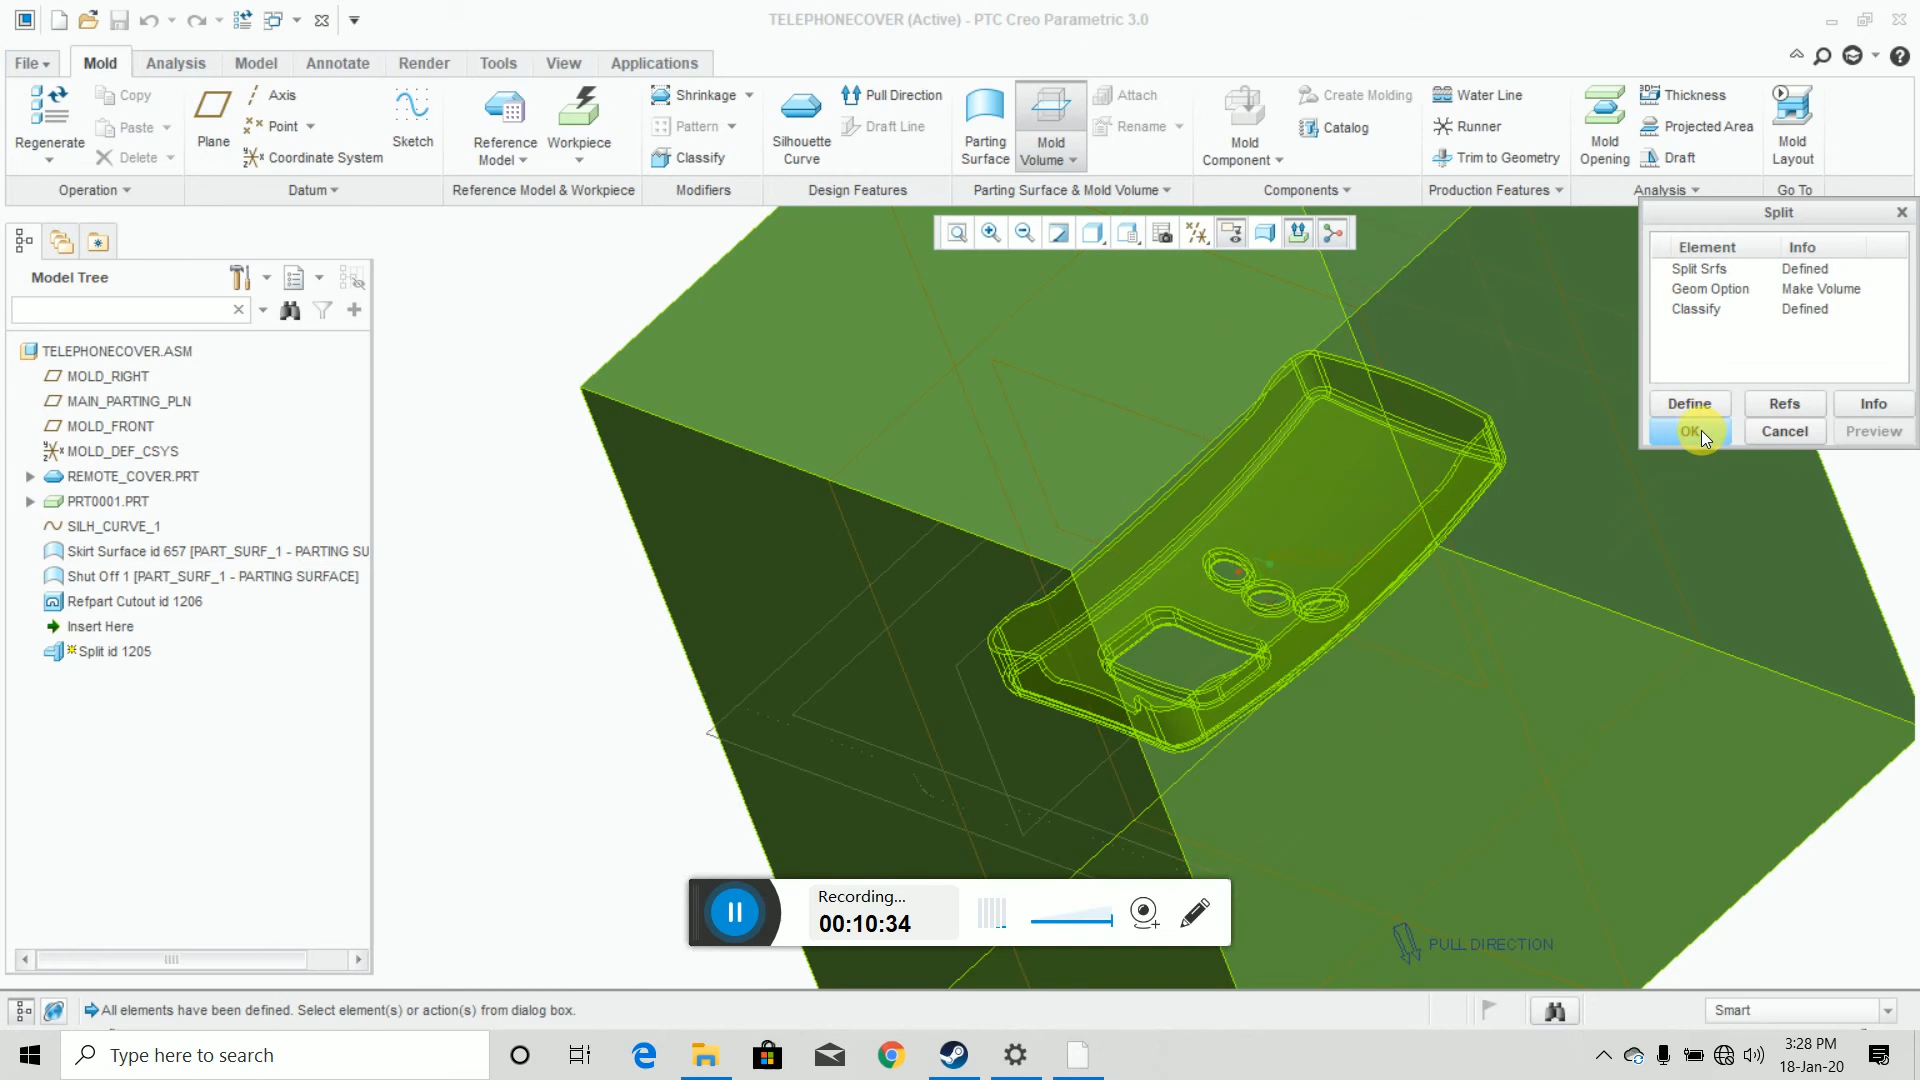 TELEPHONECOVER (Active) - PTC Creo Parametric 3.0
File Mold Analysis Model Annotate Render Tools View Applications
Regenerate
Copy
Paste
Delete
Operation
Plane
Axis
Point
Coordinate System
Sketch
Datum
Reference Model
Workpiece
Reference Model & Workpiece
Shrinkage
Pattern
Classify
Modifiers
Silhouette Curve
Pull Direction
Draft Line
Design Features
Parting Surface
Mold Volume
Attach
Rename
Parting Surface & Mold Volume
Mold Component
Create Molding
Catalog
Components
Water Line
Runner
Trim to Geometry
Production Features
Mold Opening
Thickness
Projected Area
Draft
Analysis
Mold Layout
Go To
Model Tree
TELEPHONECOVER.ASM
MOLD_RIGHT
MAIN_PARTING_PLN
MOLD_FRONT
MOLD_DEF_CSYS
REMOTE_COVER.PRT
PRT0001.PRT
SILH_CURVE_1
Skirt Surface id 657 [PART_SURF_1 - PARTING SU
Shut Off 1 [PART_SURF_1 - PARTING SURFACE]
Refpart Cutout id 1206
Insert Here
Split id 1205
Split
Element Info
Split Srfs Defined
Geom Option Make Volume
Classify Defined
Define Refs Info
OK Cancel Preview
PULL DIRECTION
Recording...
00:10:34
All elements have been defined. Select element(s) or action(s) from dialog box.
Smart
Type here to search
3:28 PM
18-Jan-20